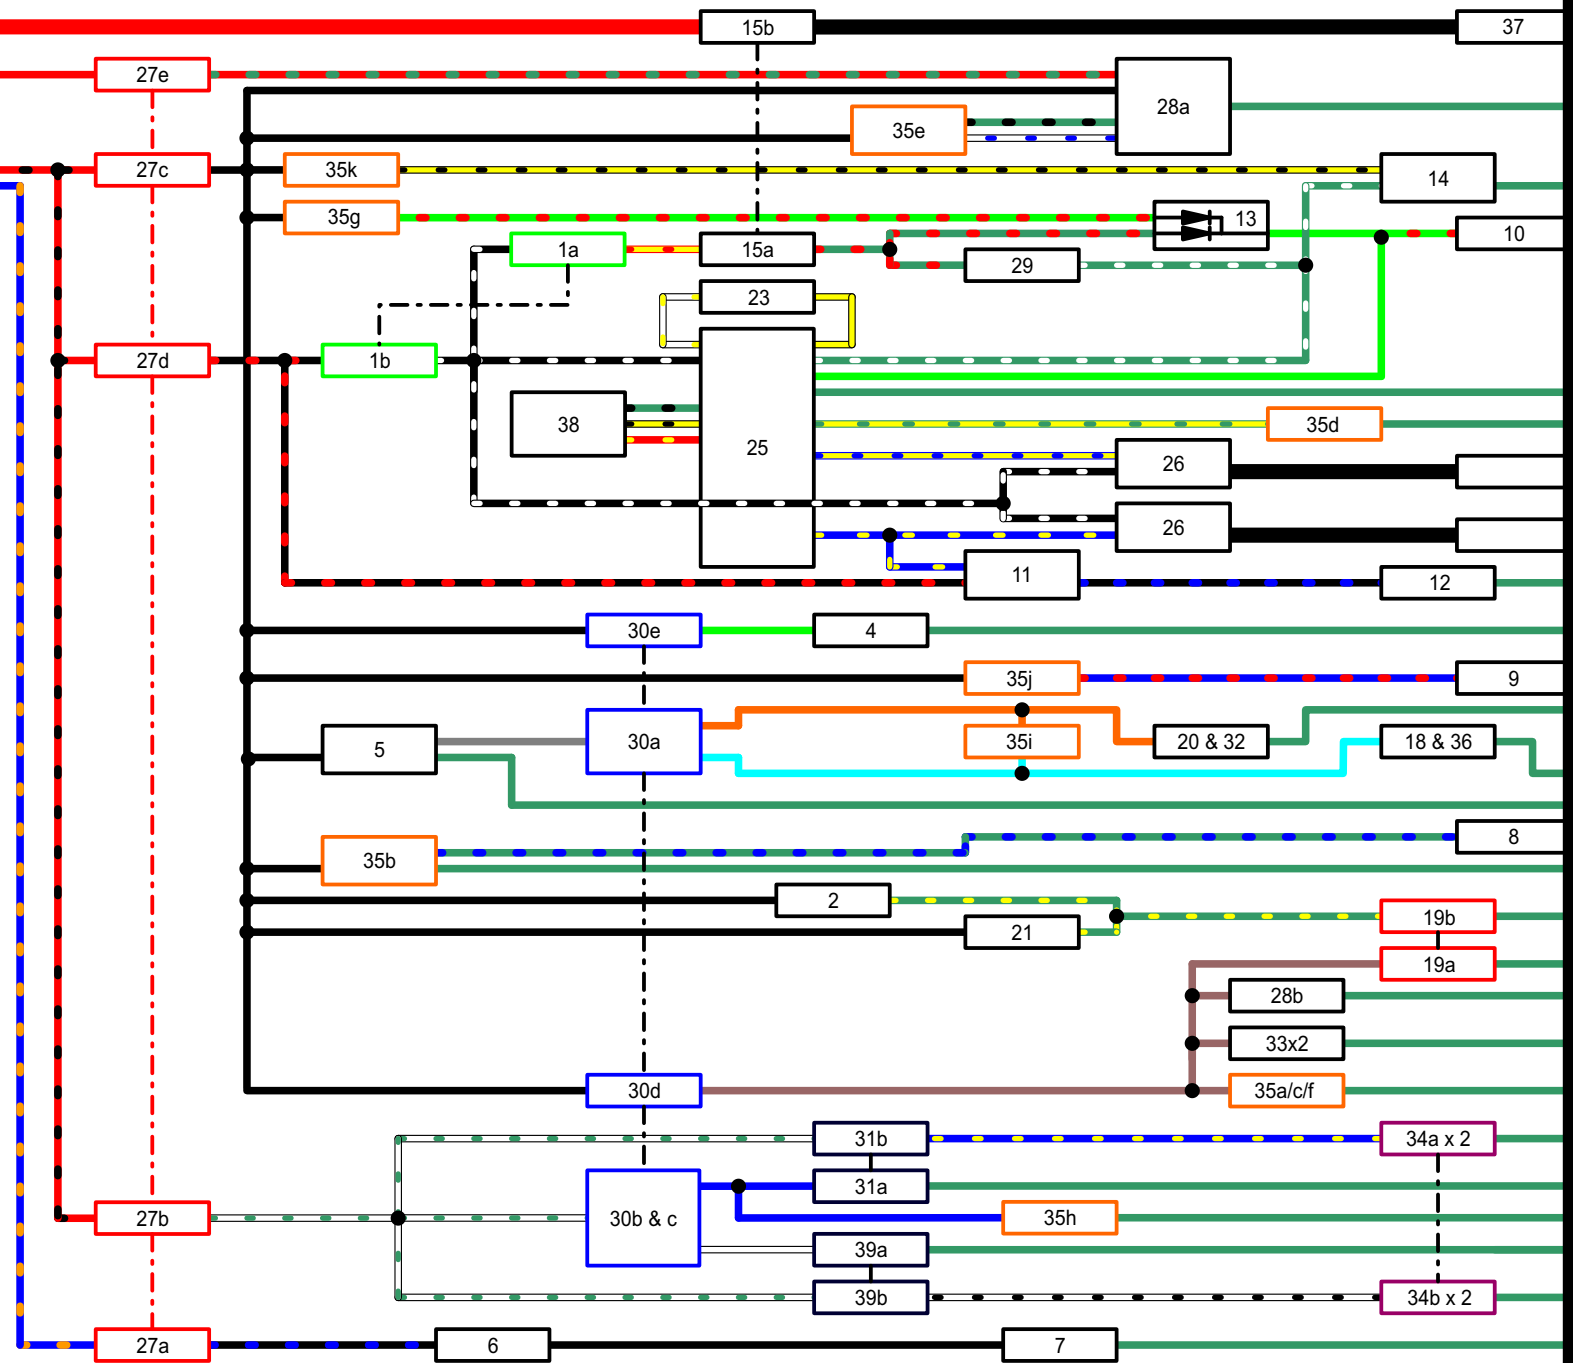 15b 37
27e
28a
35e
27c 35k 14
35g 13
10
1a 15a
29
23
27d 1b
38 35d
25
26
26
11 12
30e 4
35j 9
30a 35i 20 & 32 18 & 36
5
8
35b
2
19b
21
19a
28b
33x2
30d 35a/c/f
31b 34a x 2
31a
27b 30b & c 35h
39a
39b 34b x 2
27a 6 7